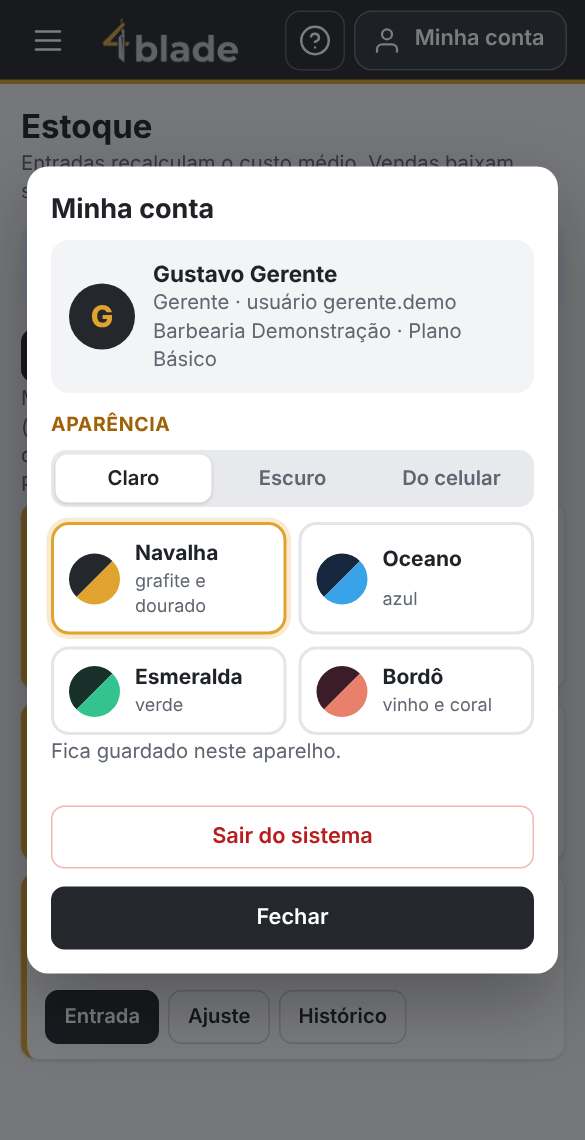 4blade
Minha conta
Estoque
Entradas recalculam o custo médio. Vendas baixam
Minha conta
G
Gustavo Gerente
Gerente · usuário gerente.demo
Barbearia Demonstração · Plano
Básico
APARÊNCIA
Claro Escuro Do celular
Navalha
grafite e
dourado
Oceano
azul
Esmeralda
verde
Bordô
vinho e coral
Fica guardado neste aparelho.
Sair do sistema
Fechar
Entrada Ajuste Histórico